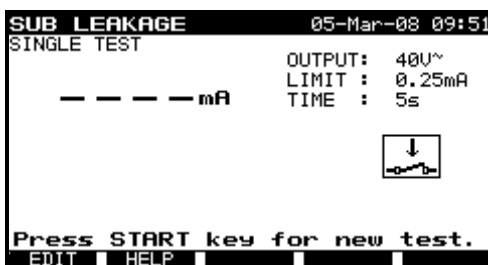 SUB LEAKAGE 05-Mar-08 09:51
SINGLE TEST
OUTPUT: 40V~
LIMIT : 0.25mA
– – – – mA TIME : 5s
Press START key for new test.
EDIT HELP